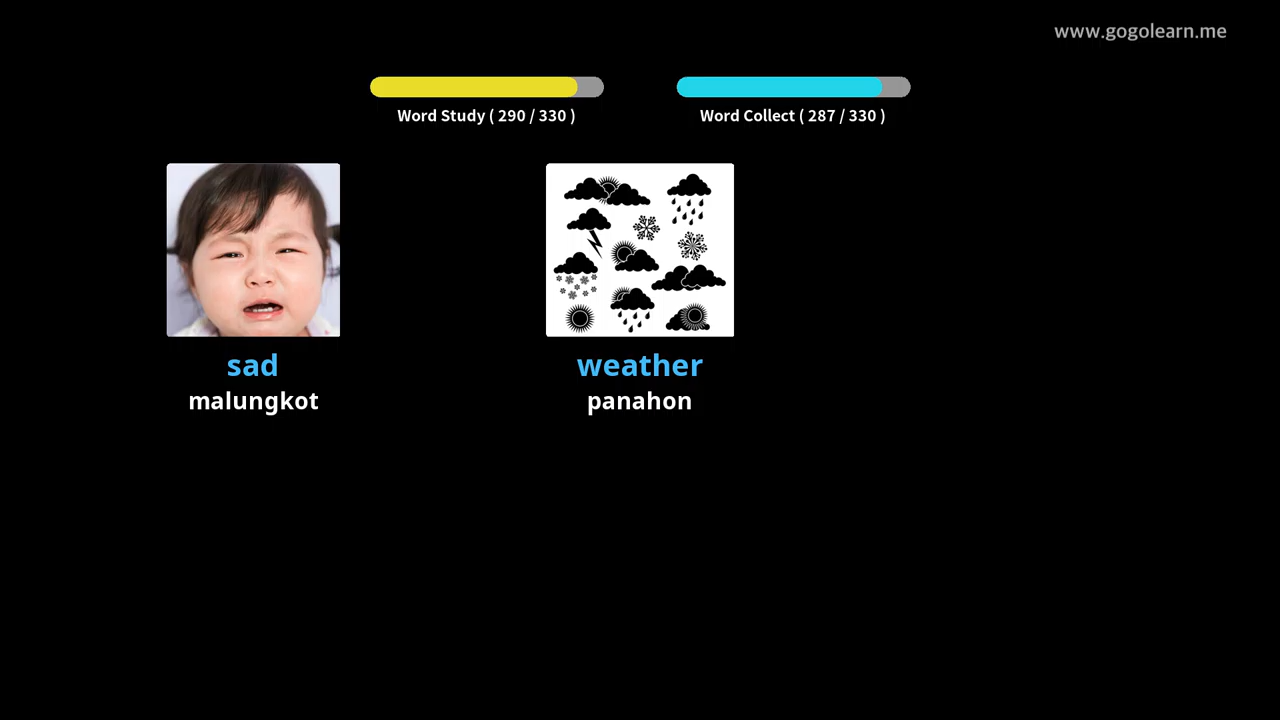 www.gogolearn.me
Word Study ( 290 / 330 )
Word Collect ( 287 / 330 )
sad
malungkot
weather
panahon